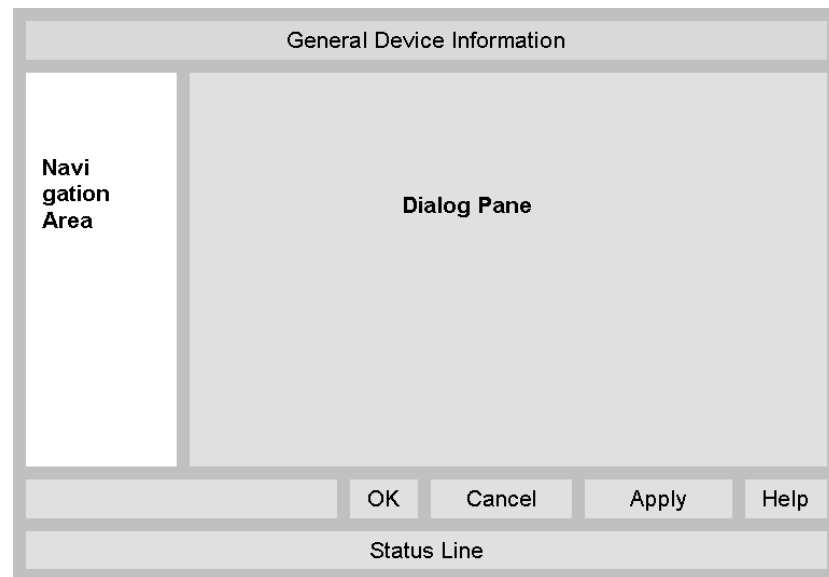 General Device Information
Navi
gation
Area
Dialog Pane
OK Cancel Apply Help
Status Line